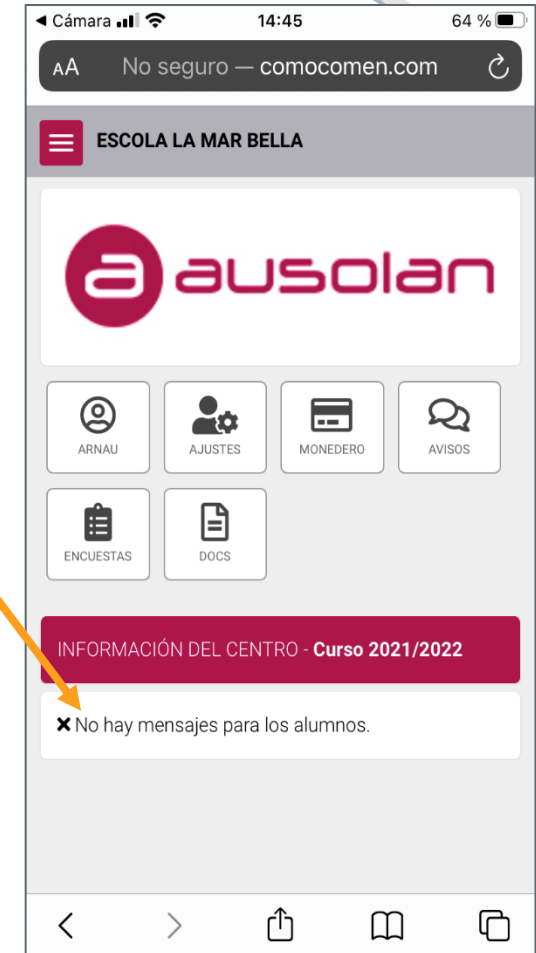 Cámara 14:45 64 %
AA No seguro — comocomen.com
ESCOLA LA MAR BELLA
a ausolan
ARNAU AJUSTES MONEDERO AVISOS
ENCUESTAS DOCS
INFORMACIÓN DEL CENTRO - Curso 2021/2022
No hay mensajes para los alumnos.